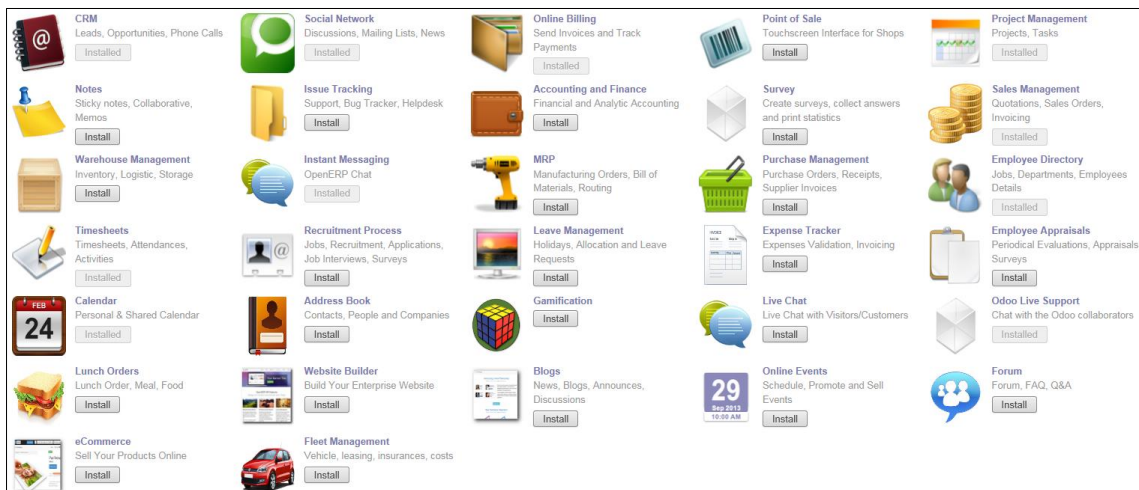 CRM
Leads, Opportunities, Phone Calls
Installed
Social Network
Discussions, Mailing Lists, News
Installed
Online Billing
Send Invoices and Track
Payments
Installed
Point of Sale
Touchscreen Interface for Shops
Install
Project Management
Projects, Tasks
Installed
Notes
Sticky notes, Collaborative,
Memos
Install
Issue Tracking
Support, Bug Tracker, Helpdesk
Install
Accounting and Finance
Financial and Analytic Accounting
Install
Survey
Create surveys, collect answers
and print statistics
Install
Sales Management
Quotations, Sales Orders,
Invoicing
Installed
Warehouse Management
Inventory, Logistic, Storage
Install
Instant Messaging
OpenERP Chat
Installed
MRP
Manufacturing Orders, Bill of
Materials, Routing
Install
Purchase Management
Purchase Orders, Receipts,
Supplier Invoices
Install
Employee Directory
Jobs, Departments, Employees
Details
Installed
Timesheets
Timesheets, Attendances,
Activities
Installed
Recruitment Process
Jobs, Recruitment, Applications,
Job Interviews, Surveys
Install
Leave Management
Holidays, Allocation and Leave
Requests
Install
Expense Tracker
Expenses Validation, Invoicing
Install
Employee Appraisals
Periodical Evaluations, Appraisals
Surveys
Install
FEB
24
Calendar
Personal & Shared Calendar
Installed
Address Book
Contacts, People and Companies
Install
Gamification
Install
Live Chat
Live Chat with Visitors/Customers
Install
Odoo Live Support
Chat with the Odoo collaborators
Installed
Lunch Orders
Lunch Order, Meal, Food
Install
Website Builder
Build Your Enterprise Website
Install
Blogs
News, Blogs, Announces,
Discussions
Install
29
Sep 2013
10:00 AM
Online Events
Schedule, Promote and Sell
Events
Install
Forum
Forum, FAQ, Q&A
Install
eCommerce
Sell Your Products Online
Install
Fleet Management
Vehicle, leasing, insurances, costs
Install